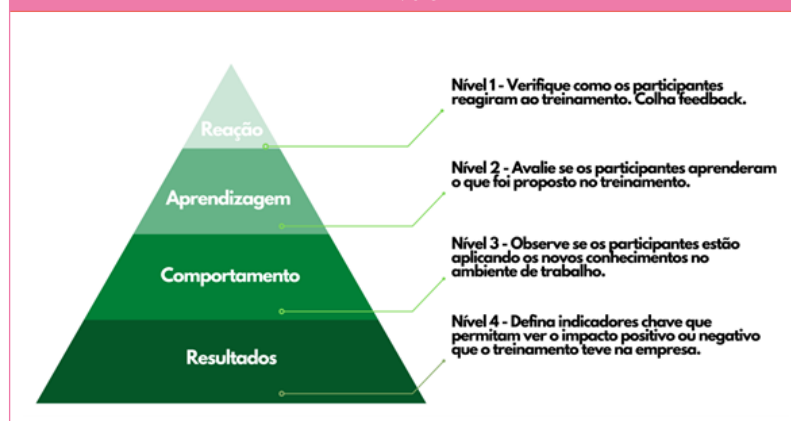 Nível 1 - Verifique como os participantes
reagiram ao treinamento. Colha feedback.
Reação
Nível 2 - Avalie se os participantes aprenderam
o que foi proposto no treinamento.
Aprendizagem
Nível 3 - Observe se os participantes estão
aplicando os novos conhecimentos no
ambiente de trabalho.
Comportamento
Nível 4 - Defina indicadores chave que
permitam ver o impacto positivo ou negativo
que o treinamento teve na empresa.
Resultados